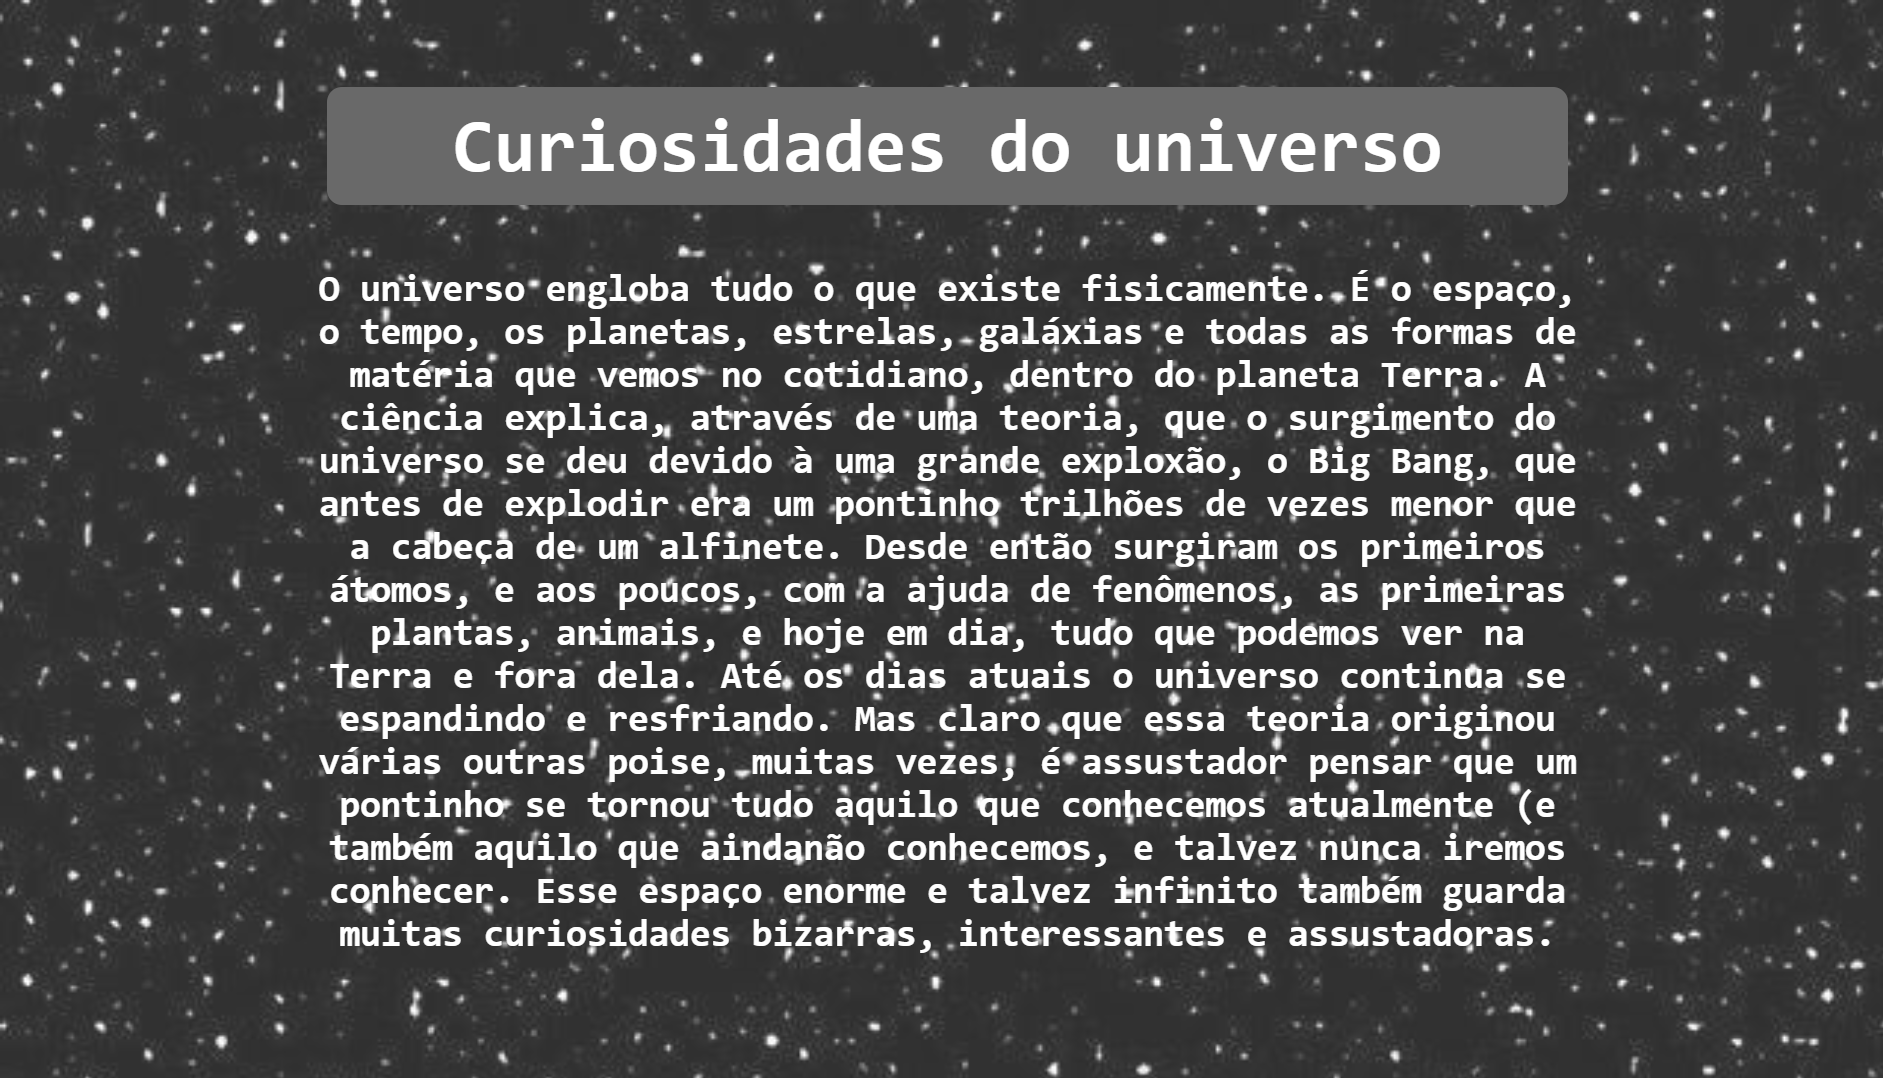 Curiosidades do universo
O universo engloba tudo o que existe fisicamente. É o espaço,
o tempo, os planetas, estrelas, galáxias e todas as formas de
matéria que vemos no cotidiano, dentro do planeta Terra. A
ciência explica, através de uma teoria, que o surgimento do
universo se deu devido à uma grande exploxão, o Big Bang, que
antes de explodir era um pontinho trilhões de vezes menor que
a cabeça de um alfinete. Desde então surgiram os primeiros
átomos, e aos poucos, com a ajuda de fenômenos, as primeiras
plantas, animais, e hoje em dia, tudo que podemos ver na
Terra e fora dela. Até os dias atuais o universo continua se
espandindo e resfriando. Mas claro que essa teoria originou
várias outras poise, muitas vezes, é assustador pensar que um
pontinho se tornou tudo aquilo que conhecemos atualmente (e
também aquilo que aindanão conhecemos, e talvez nunca iremos
conhecer. Esse espaço enorme e talvez infinito também guarda
muitas curiosidades bizarras, interessantes e assustadoras.